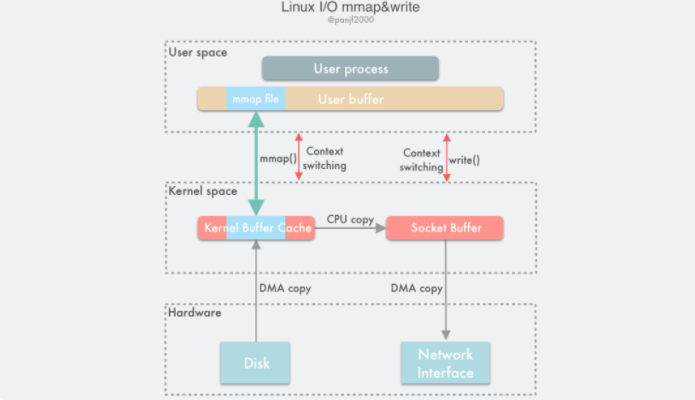 Linux I/O mmap&write
@panjf2000
User space
User process
mmap file
User buffer
mmap()
Context
switching
Context
switching
write()
Kernel space
Kernel Buffer Cache
CPU copy
Socket Buffer
DMA copy
DMA copy
Hardware
Disk
Network
Interface